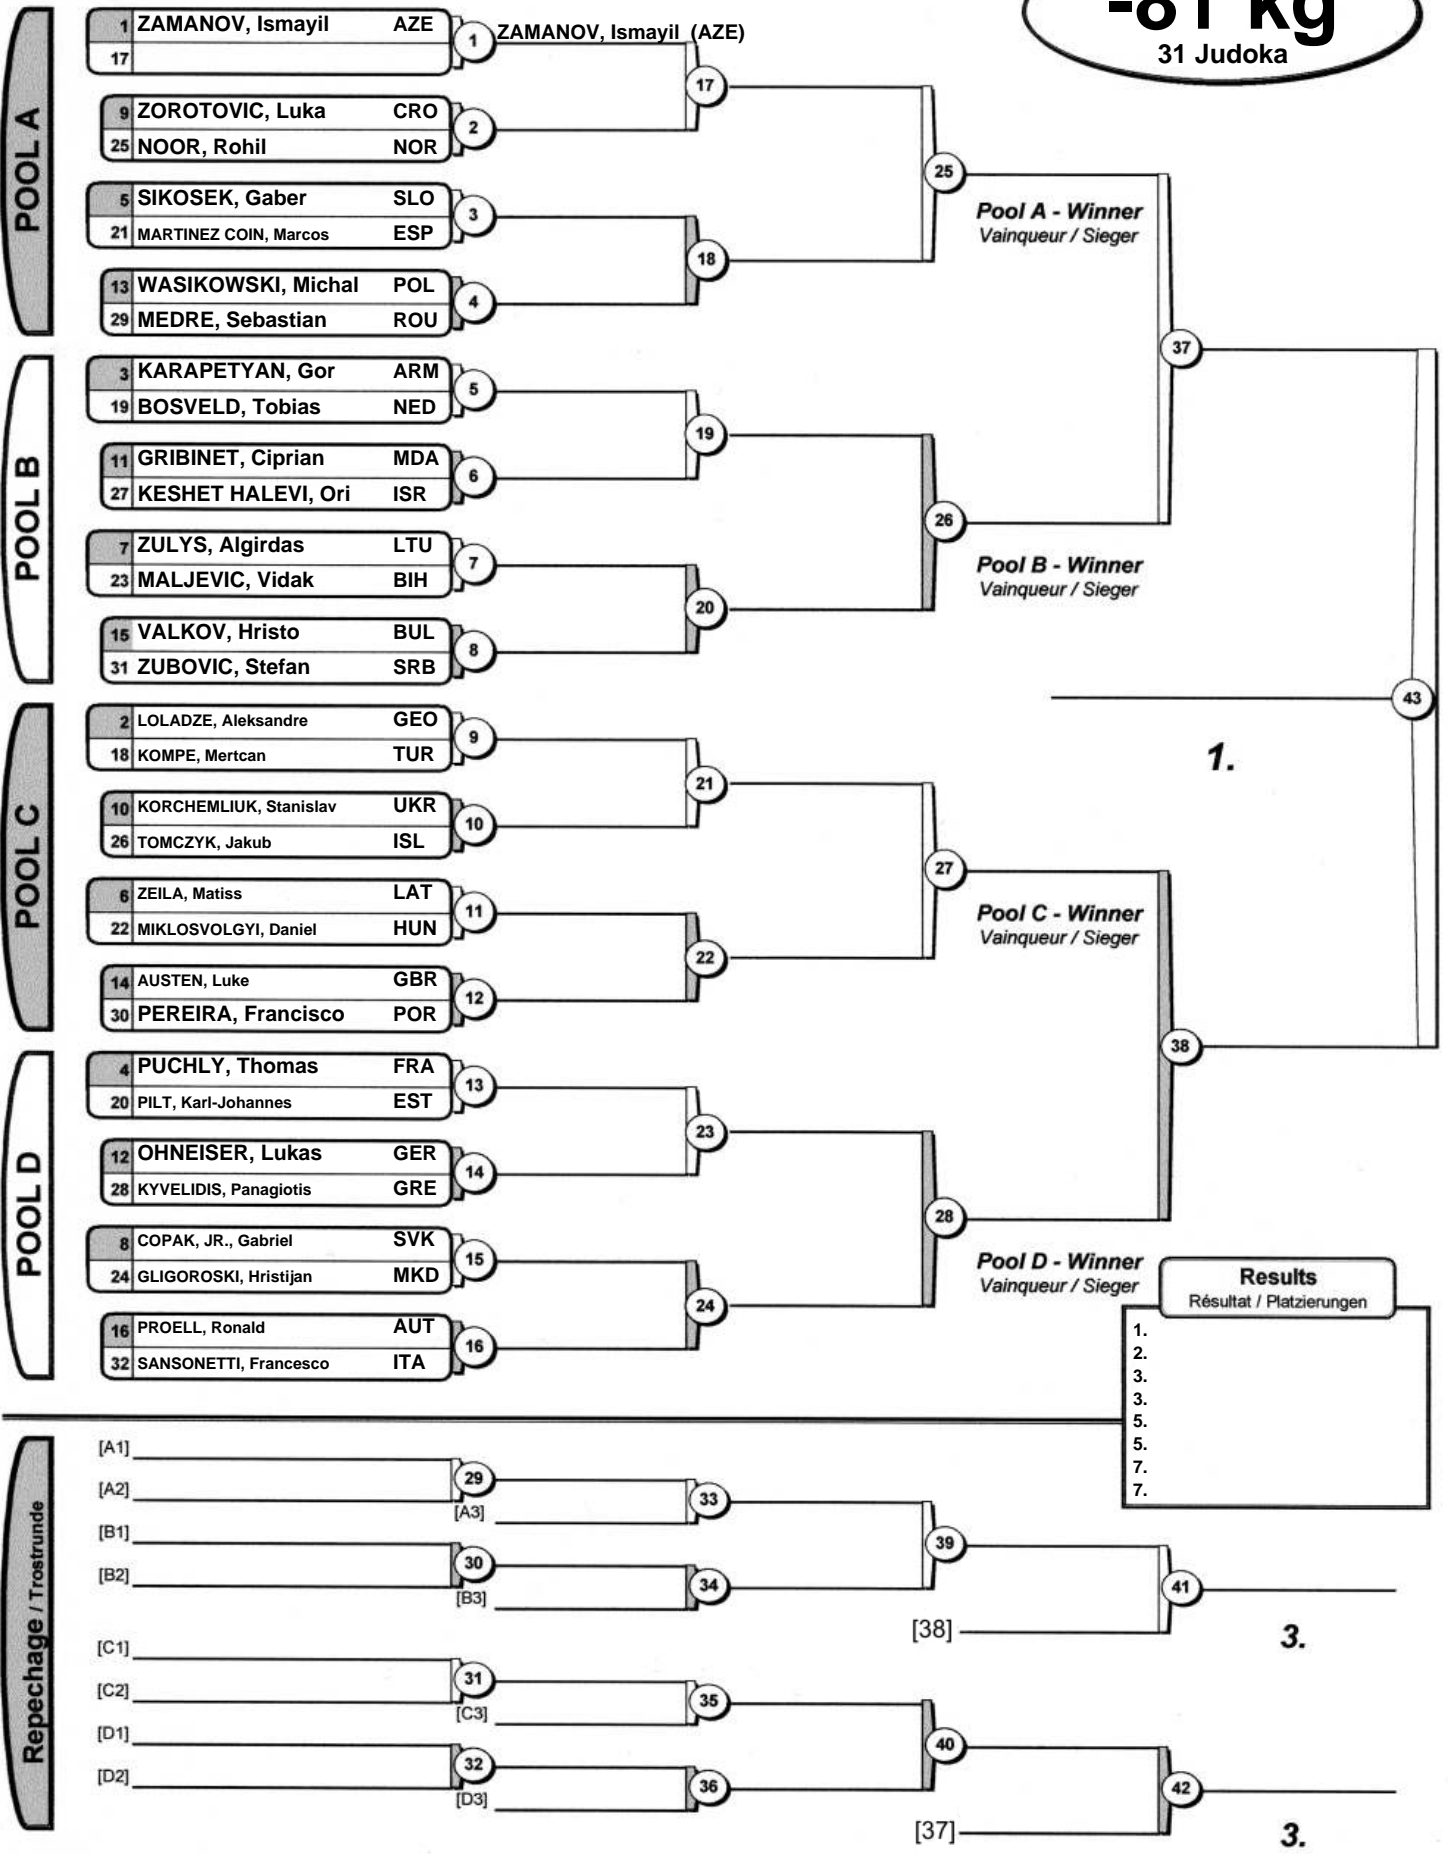 -81 kg
31 Judoka
POOL A
1 ZAMANOV, Ismayil AZE
17
1
ZAMANOV, Ismayil (AZE)
9 ZOROTOVIC, Luka CRO
25 NOOR, Rohil NOR
2
17
5 SIKOSEK, Gaber SLO
21 MARTINEZ COIN, Marcos ESP
3
13 WASIKOWSKI, Michal POL
29 MEDRE, Sebastian ROU
4
18
25
Pool A - Winner
Vainqueur / Sieger
POOL B
3 KARAPETYAN, Gor ARM
19 BOSVELD, Tobias NED
5
11 GRIBINET, Ciprian MDA
27 KESHET HALEVI, Ori ISR
6
19
7 ZULYS, Algirdas LTU
23 MALJEVIC, Vidak BIH
7
15 VALKOV, Hristo BUL
31 ZUBOVIC, Stefan SRB
8
20
26
Pool B - Winner
Vainqueur / Sieger
37
POOL C
2 LOLADZE, Aleksandre GEO
18 KOMPE, Mertcan TUR
9
10 KORCHEMLIUK, Stanislav UKR
26 TOMCZYK, Jakub ISL
10
21
6 ZEILA, Matiss LAT
22 MIKLOSVOLGYI, Daniel HUN
11
14 AUSTEN, Luke GBR
30 PEREIRA, Francisco POR
12
22
27
Pool C - Winner
Vainqueur / Sieger
43
1.
POOL D
4 PUCHLY, Thomas FRA
20 PILT, Karl-Johannes EST
13
12 OHNEISER, Lukas GER
28 KYVELIDIS, Panagiotis GRE
14
23
8 COPAK, JR., Gabriel SVK
24 GLIGOROSKI, Hristijan MKD
15
16 PROELL, Ronald AUT
32 SANSONETTI, Francesco ITA
16
24
28
Pool D - Winner
Vainqueur / Sieger
38
Results
Résultat / Platzierungen
1.
2.
3.
3.
5.
5.
7.
7.
Repechage / Trostrunde
[A1]
[A2]
29
[A3]
33
[B1]
[B2]
30
[B3]
34
39
[38]
41
3.
[C1]
[C2]
31
[C3]
35
[D1]
[D2]
32
[D3]
36
40
[37]
42
3.